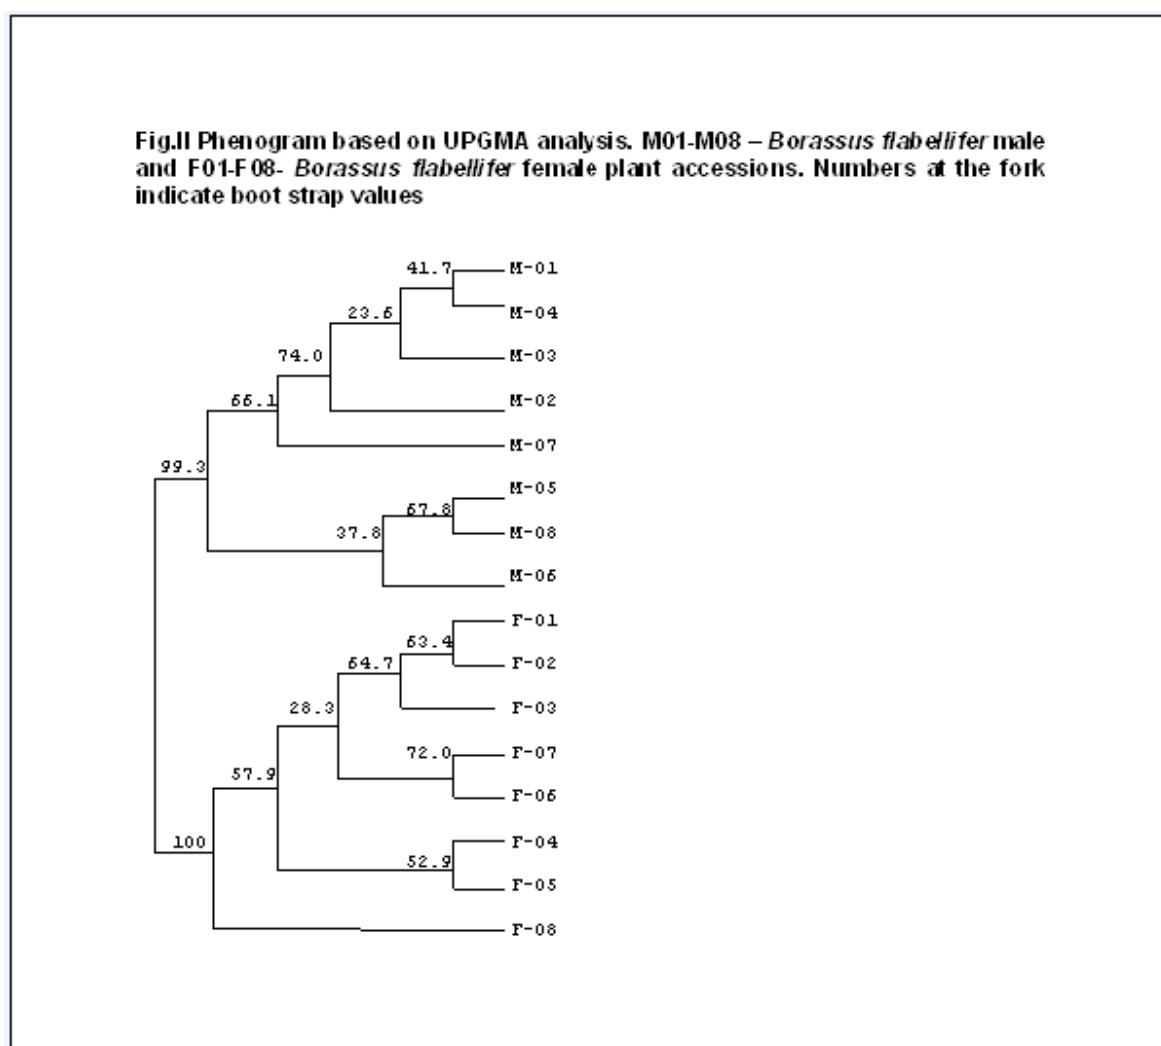 Fig.II Phenogram based on UPGMA analysis. M01-M08 – Borassus flabellifer male
and F01-F08- Borassus flabellifer female plant accessions. Numbers at the fork
indicate boot strap values
41.7 M-01
M-04
23.6
M-03
74.0
M-02
66.1
M-07
99.3
M-05
67.8
M-08
37.8
M-06
F-01
63.4
F-02
64.7
F-03
28.3
72.0 F-07
57.9
F-06
F-04
100
52.9
F-05
F-08